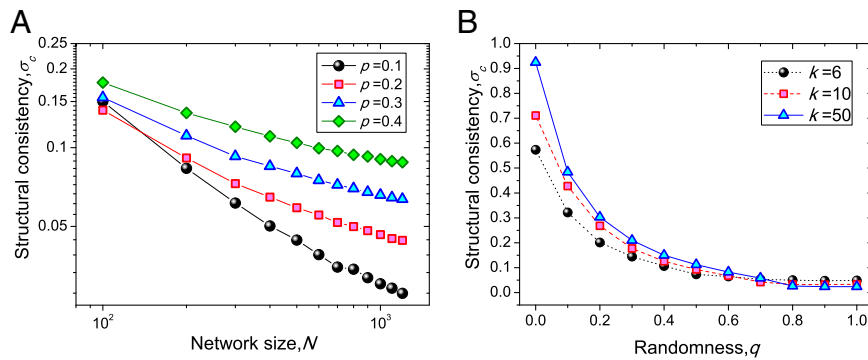 A
B
Structural consistency,σc
0.25
0.2
0.15
0.1
0.05
p=0.1
p=0.2
p=0.3
p=0.4
10²
10³
Network size,N
Structural consistency,σc
1.0
0.9
0.8
0.7
0.6
0.5
0.4
0.3
0.2
0.1
0.0
k=6
k=10
k=50
0.0 0.2 0.4 0.6 0.8 1.0
Randomness,q